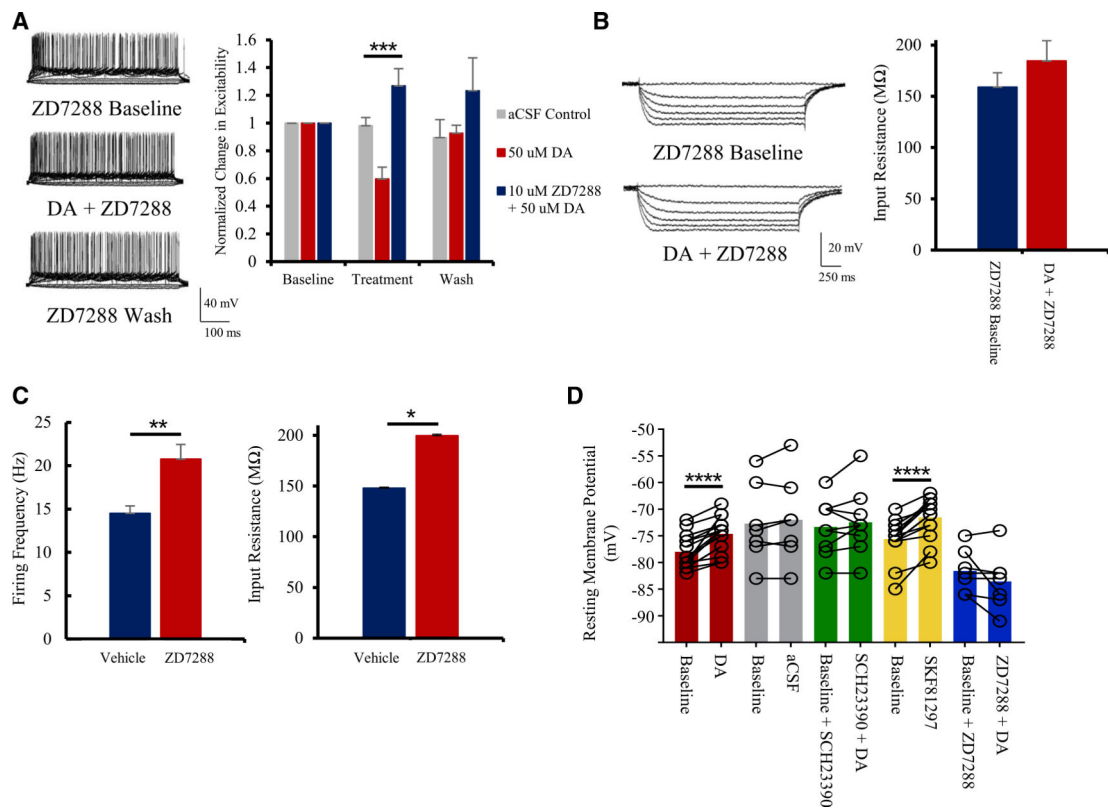 A
ZD7288 Baseline
DA + ZD7288
ZD7288 Wash
40 mV
100 ms
Normalized Change in Excitability
1.6
1.4
1.2
1
0.8
0.6
0.4
0.2
0
***
Baseline
Treatment
Wash
aCSF Control
50 uM DA
10 uM ZD7288
+ 50 uM DA
B
ZD7288 Baseline
DA + ZD7288
20 mV
250 ms
Input Resistance (MΩ)
200
150
100
50
0
ZD7288 Baseline
DA + ZD7288
C
Firing Frequency (Hz)
25
20
15
10
5
0
**
Vehicle
ZD7288
Input Resistance (MΩ)
200
150
100
50
0
*
Vehicle
ZD7288
D
Resting Membrane Potential
(mV)
-50
-55
-60
-65
-70
-75
-80
-85
-90
****
****
Baseline
DA
Baseline
aCSF
Baseline + SCH23390
SCH23390 + DA
Baseline
SKF81297
Baseline + ZD7288
ZD7288 + DA